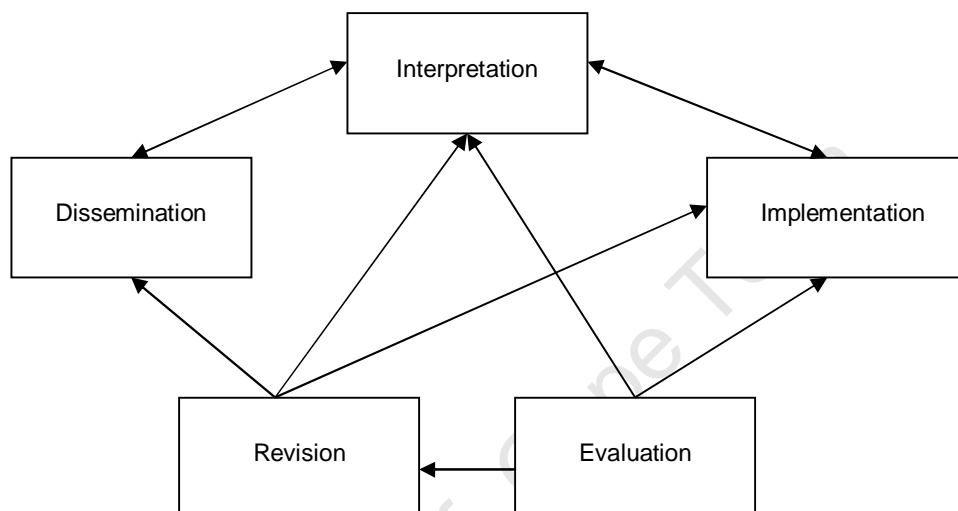 Interpretation
Dissemination
Implementation
Revision
Evaluation